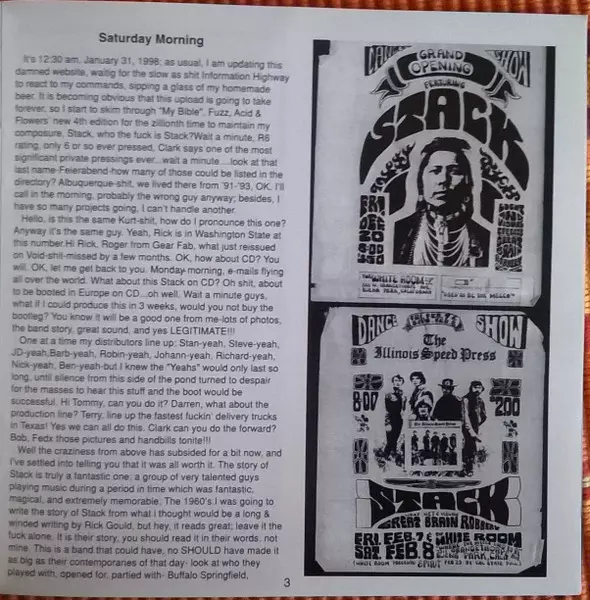 Saturday Morning
It's 12:30 am, January 31, 1998; as usual, I am updating this
damned website, waitig for the slow as shit Information Highway
to react to my commands, sipping a glass of my homemade
beer. It is becoming obvious that this upload is going to take
forever, so I start to skim through "My Bible", Fuzz, Acid &
Flowers' new 4th edition for the zillionth time to maintain my
composure. Stack, who the fuck is Stack?Wait a minute, R6
rating, only 6 or so ever pressed, Clark says one of the most
significant private pressings ever...wait a minute....look at that
last name-Feierabend-how many of those could be listed in the
directory? Albuquerque-shit, we lived there from '91-'93, OK. I'll
call in the morning, probably the wrong guy anyway; besides, I
have so many projects going, I can't handle another.
Hello, is this the same Kurt-shit, how do I pronounce this one?
Anyway it's the same guy. Yeah, Rick is in Washington State at
this number.Hi Rick, Roger from Gear Fab, what just reissued
on Void-shit-missed by a few months. OK, how about CD? You
will. OK, let me get back to you. Monday morning, e-mails flying
all over the world. What about this Stack on CD? Oh shit, about
to be booted in Europe on CD...oh well. Wait a minute guys,
what if I could produce this in 3 weeks, would you not buy the
bootleg? You know it will be a good one from me-lots of photos,
the band story, great sound, and yes LEGITIMATE!!!
One at a time my distributors line up: Stan-yeah, Steve-yeah,
JD-yeah,Barb-yeah, Robin-yeah, Johann-yeah, Richard-yeah,
Nick-yeah, Ben-yeah-but I knew the "Yeahs" would only last so
long, until silence from this side of the pond turned to despair
for the masses to hear this stuff and the boot would be
successful. Hi Tommy, can you do it? Darren, what about the
production line? Terry, line up the fastest fuckin' delivery trucks
in Texas! Yes we can all do this. Clark can you do the forward?
Bob, Fedx those pictures and handbills tonite!!!
Well the craziness from above has subsided for a bit now, and
I've settled into telling you that it was all worth it. The story of
Stack is truly a fantastic one; a group of very talented guys
playing music during a period in time which was fantastic,
magical, and extremely memorable. The 1960's.I was going to
write the story of Stack from what I thought would be a long &
winded writing by Rick Gould, but hey, it reads great; leave it the
fuck alone. It is their story, you should read it in their words, not
mine. This is a band that could have, no SHOULD have made it
as big as their contemporaries of that day- look at who they
played with, opened for, partied with- Buffalo Springfield,
3
DANCE SHOW
GRAND
OPENING
FEATURING
STACK
FRI
DEC
20
8:00
THE WHITE ROOM
DANCE SHOW
The
Illinois Speed Press
8:00
$2.00
STACK
GREAT BRAIN ROBBERY
FRI FEB. 7 & WHITE ROOM
SAT FEB. 8